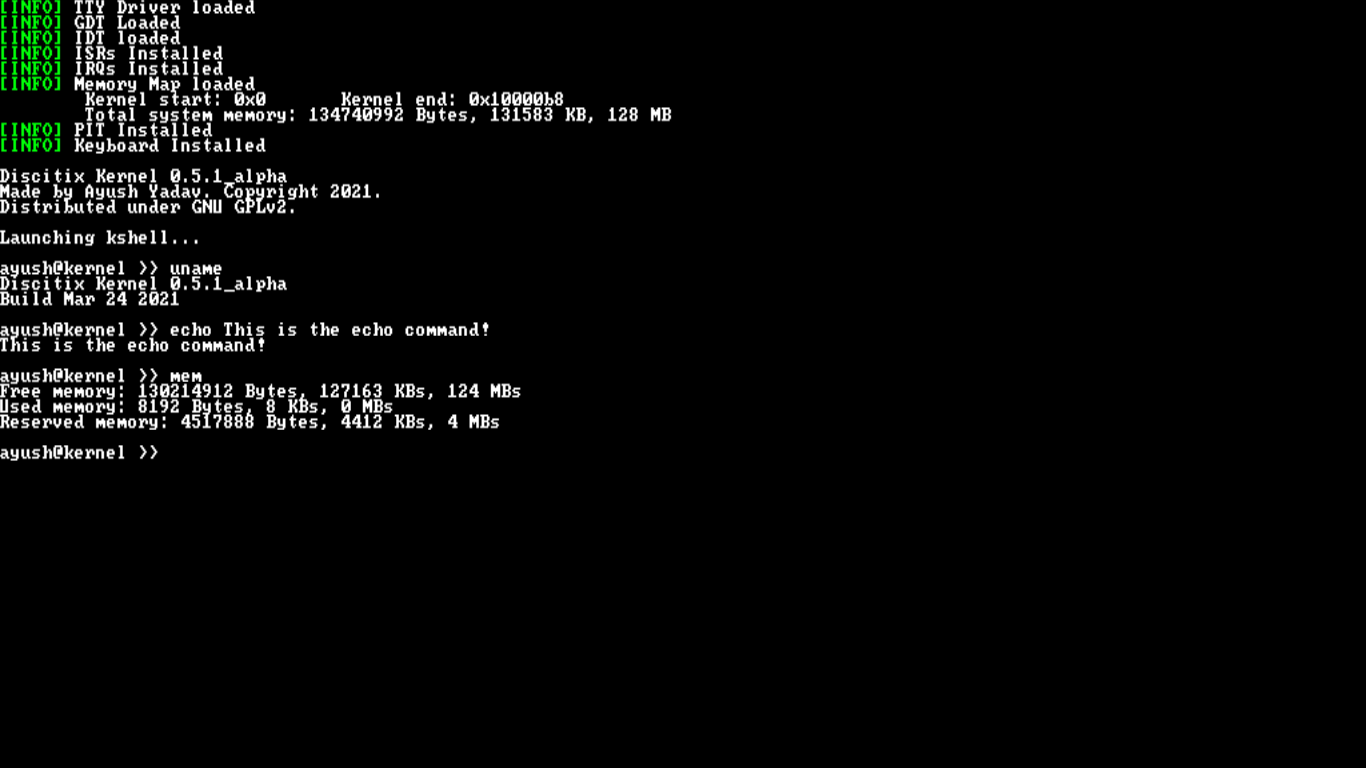 [INFO] TTY Driver loaded
[INFO] GDT Loaded
[INFO] IDT loaded
[INFO] ISRs Installed
[INFO] IRQs Installed
[INFO] Memory Map loaded
Kernel start: 0x0 Kernel end: 0x10000b8
Total system memory: 134740992 Bytes, 131583 KB, 128 MB
[INFO] PIT Installed
[INFO] Keyboard Installed
Discitix Kernel 0.5.1_alpha
Made by Ayush Yadav. Copyright 2021.
Distributed under GNU GPLv2.
Launching kshell...
ayush@kernel >> uname
Discitix Kernel 0.5.1_alpha
Build Mar 24 2021
ayush@kernel >> echo This is the echo command!
This is the echo command!
ayush@kernel >> mem
Free memory: 130214912 Bytes, 127163 KBs, 124 MBs
Used memory: 8192 Bytes, 8 KBs, 0 MBs
Reserved memory: 4517888 Bytes, 4412 KBs, 4 MBs
ayush@kernel >>